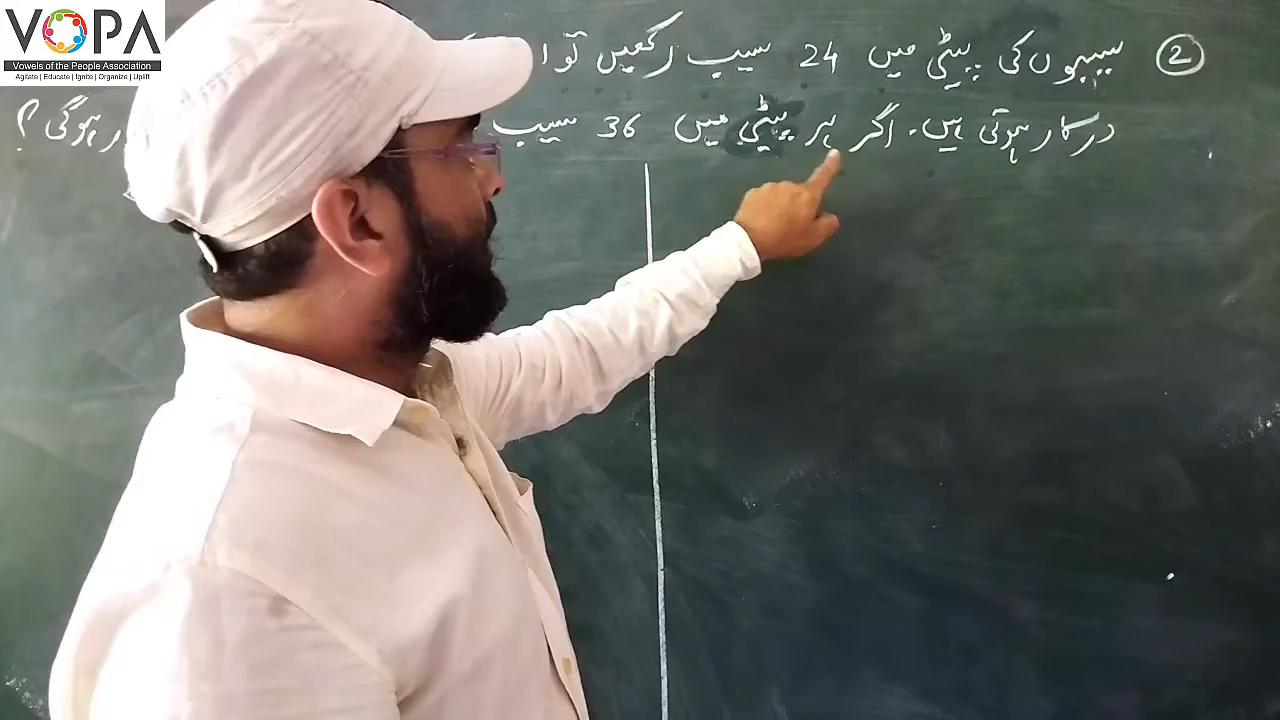 VOPA
Vowels of the People Association
Agitate | Educate | Ignite | Organize | Uplift
② سیبوں کی پیٹی میں 24 سیب رکھیں تو
درکار ہوتی ہیں۔ اگر ہر پیٹی میں 36 سیب ہوگی؟